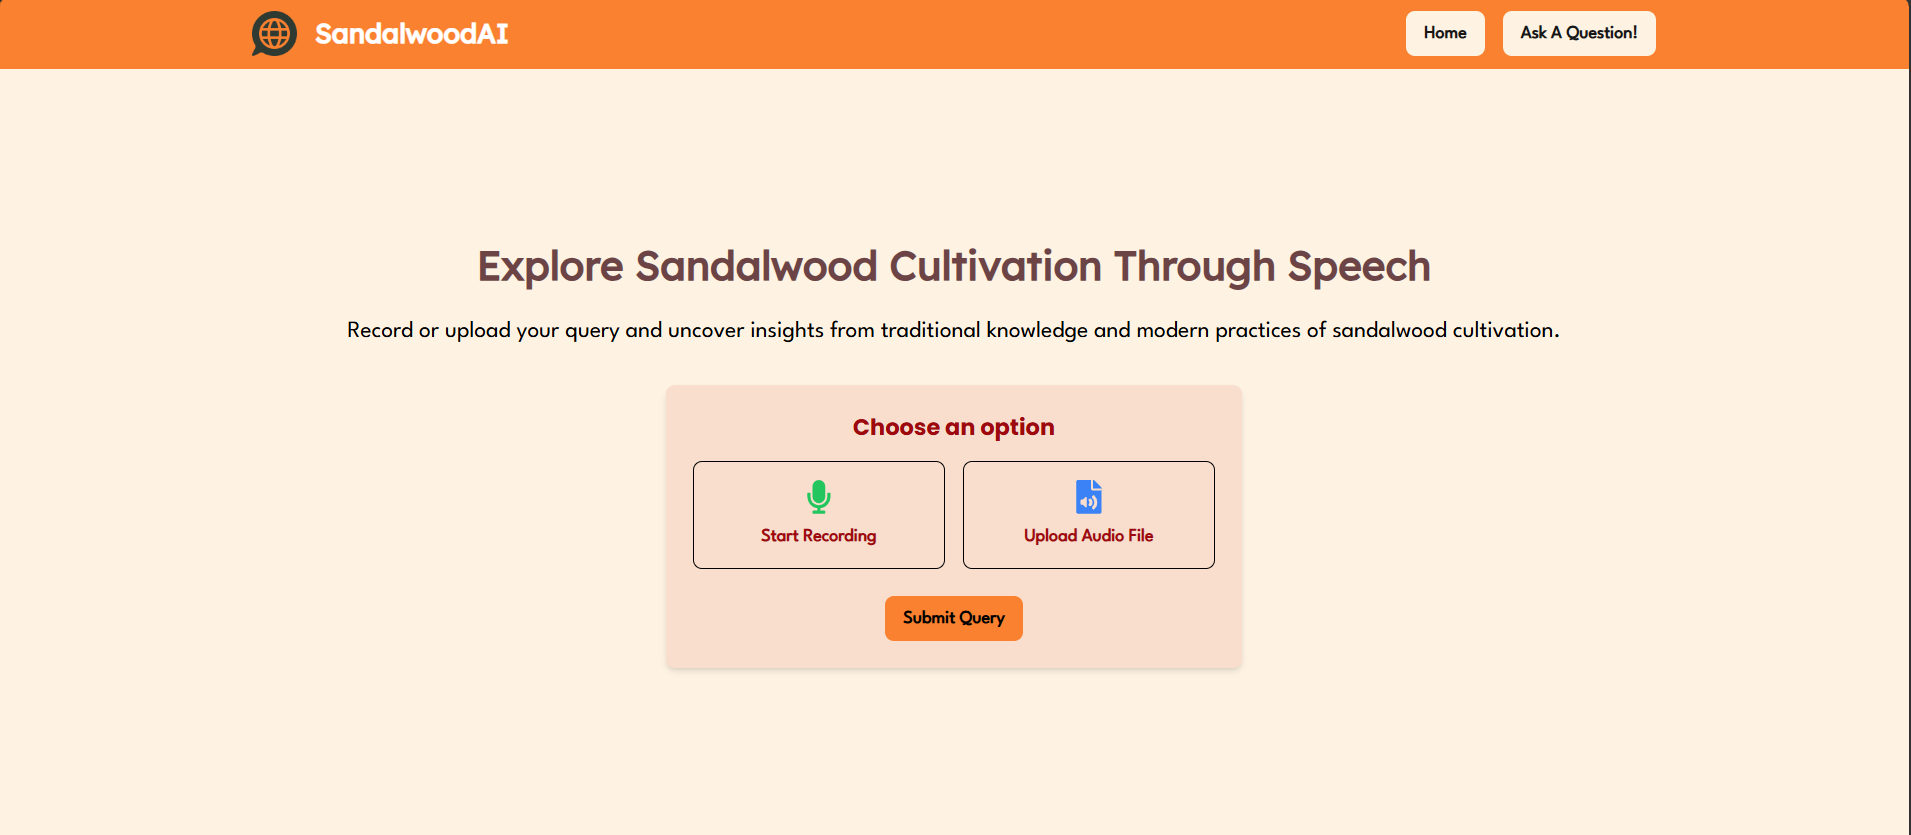 SandalwoodAI
Home
Ask A Question!
Explore Sandalwood Cultivation Through Speech
Record or upload your query and uncover insights from traditional knowledge and modern practices of sandalwood cultivation.
Choose an option
Start Recording
Upload Audio File
Submit Query